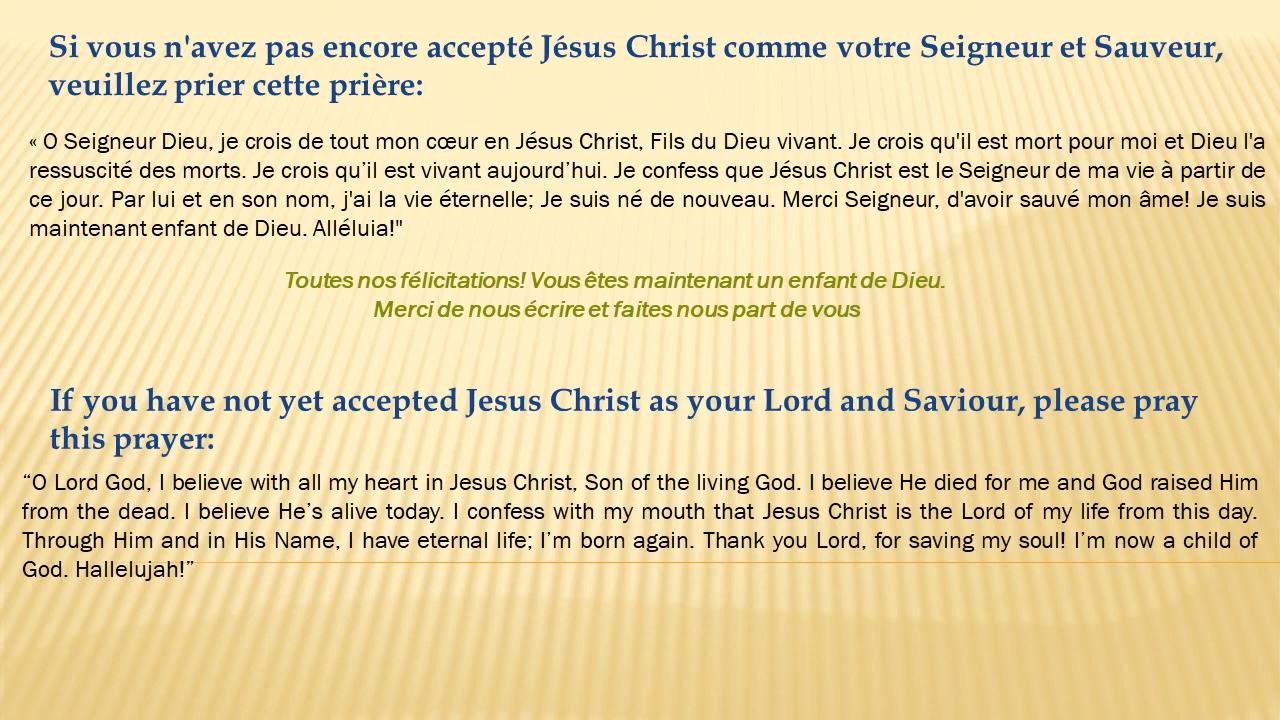 Si vous n'avez pas encore accepté Jésus Christ comme votre Seigneur et Sauveur,
veuillez prier cette prière:
« O Seigneur Dieu, je crois de tout mon cœur en Jésus Christ, Fils du Dieu vivant. Je crois qu'il est mort pour moi et Dieu l'a
ressuscité des morts. Je crois qu’il est vivant aujourd’hui. Je confess que Jésus Christ est le Seigneur de ma vie à partir de
ce jour. Par lui et en son nom, j'ai la vie éternelle; Je suis né de nouveau. Merci Seigneur, d'avoir sauvé mon âme! Je suis
maintenant enfant de Dieu. Alléluia!"
Toutes nos félicitations! Vous êtes maintenant un enfant de Dieu.
Merci de nous écrire et faites nous part de vous
If you have not yet accepted Jesus Christ as your Lord and Saviour, please pray
this prayer:
“O Lord God, I believe with all my heart in Jesus Christ, Son of the living God. I believe He died for me and God raised Him
from the dead. I believe He’s alive today. I confess with my mouth that Jesus Christ is the Lord of my life from this day.
Through Him and in His Name, I have eternal life; I’m born again. Thank you Lord, for saving my soul! I’m now a child of
God. Hallelujah!”